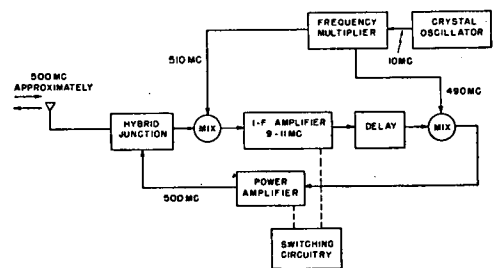 FREQUENCY
MULTIPLIER
CRYSTAL
OSCILLATOR
10MC
510MC
490MC
500MC
APPROXIMATELY
HYBRID
JUNCTION
MIX
I-F AMPLIFIER
9-11MC
DELAY
MIX
500MC
POWER
AMPLIFIER
SWITCHING
CIRCUITRY